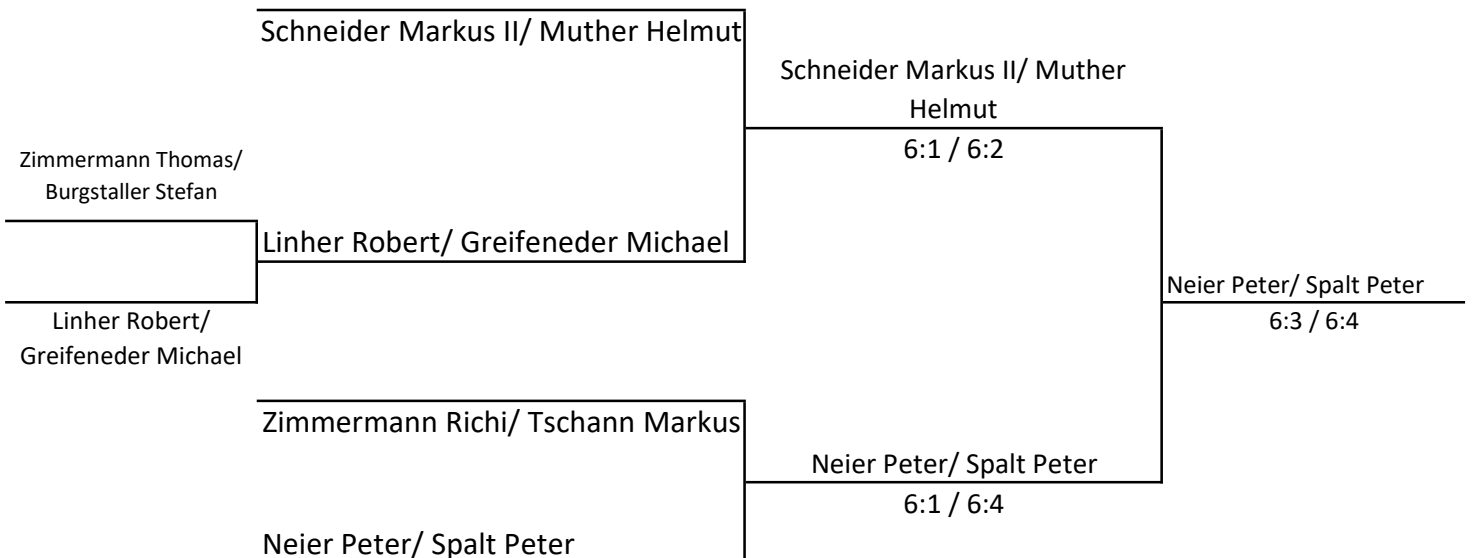 Schneider Markus II/ Muther Helmut
Schneider Markus II/ Muther
Helmut
6:1 / 6:2
Zimmermann Thomas/
Burgstaller Stefan
Linher Robert/ Greifeneder Michael
Neier Peter/ Spalt Peter
6:3 / 6:4
Linher Robert/
Greifeneder Michael
Zimmermann Richi/ Tschann Markus
Neier Peter/ Spalt Peter
6:1 / 6:4
Neier Peter/ Spalt Peter